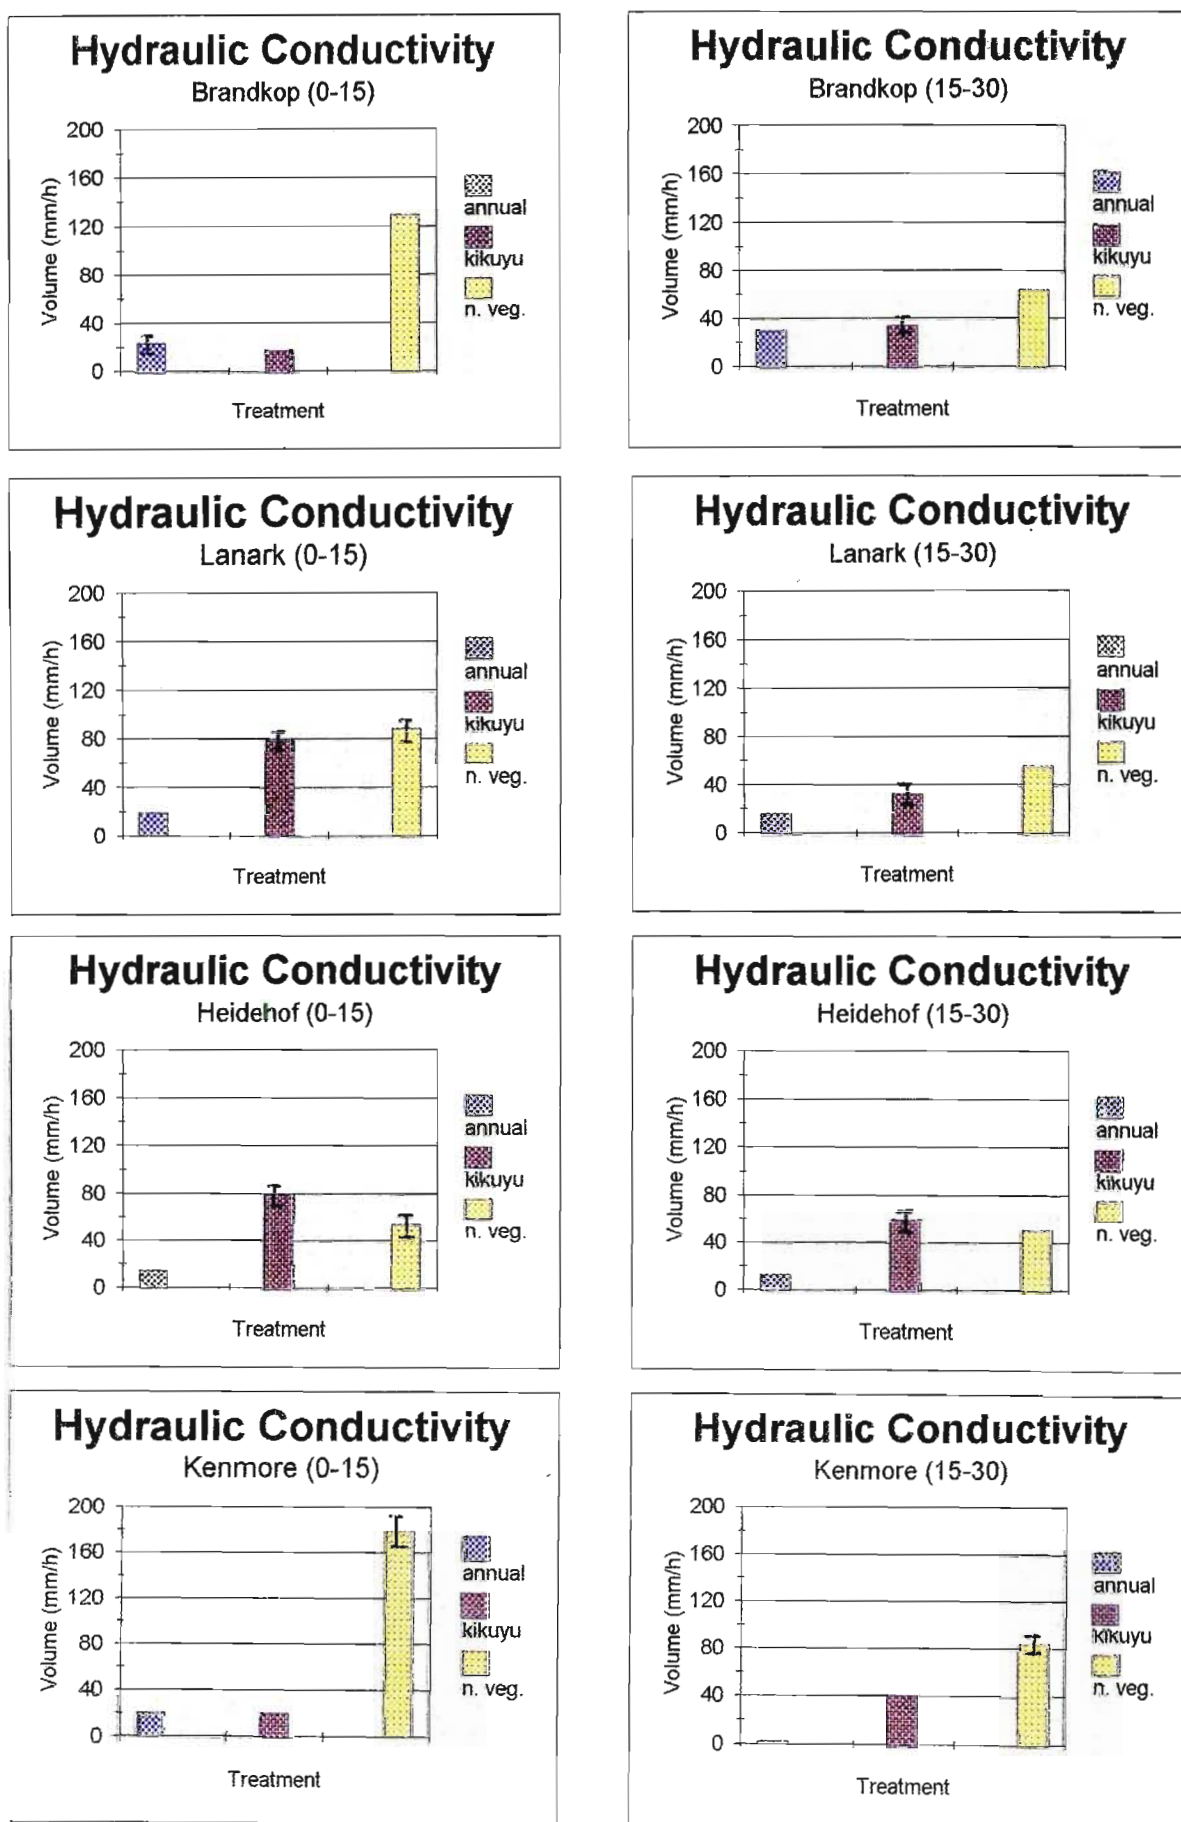 Hydraulic Conductivity
Brandkop (0-15)
200
160
120
80
40
0
Volume (mm/h)
Treatment
annual
kikuyu
n. veg.
Hydraulic Conductivity
Brandkop (15-30)
200
160
120
80
40
0
Volume (mm/h)
Treatment
annual
kikuyu
n. veg.
Hydraulic Conductivity
Lanark (0-15)
200
160
120
80
40
0
Volume (mm/h)
Treatment
annual
kikuyu
n. veg.
Hydraulic Conductivity
Lanark (15-30)
200
160
120
80
40
0
Volume (mm/h)
Treatment
annual
kikuyu
n. veg.
Hydraulic Conductivity
Heidehof (0-15)
200
160
120
80
40
0
Volume (mm/h)
Treatment
annual
kikuyu
n. veg.
Hydraulic Conductivity
Heidehof (15-30)
200
160
120
80
40
0
Volume (mm/h)
Treatment
annual
kikuyu
n. veg.
Hydraulic Conductivity
Kenmore (0-15)
200
160
120
80
40
0
Volume (mm/h)
Treatment
annual
kikuyu
n. veg.
Hydraulic Conductivity
Kenmore (15-30)
200
160
120
80
40
0
Volume (mm/h)
Treatment
annual
kikuyu
n. veg.